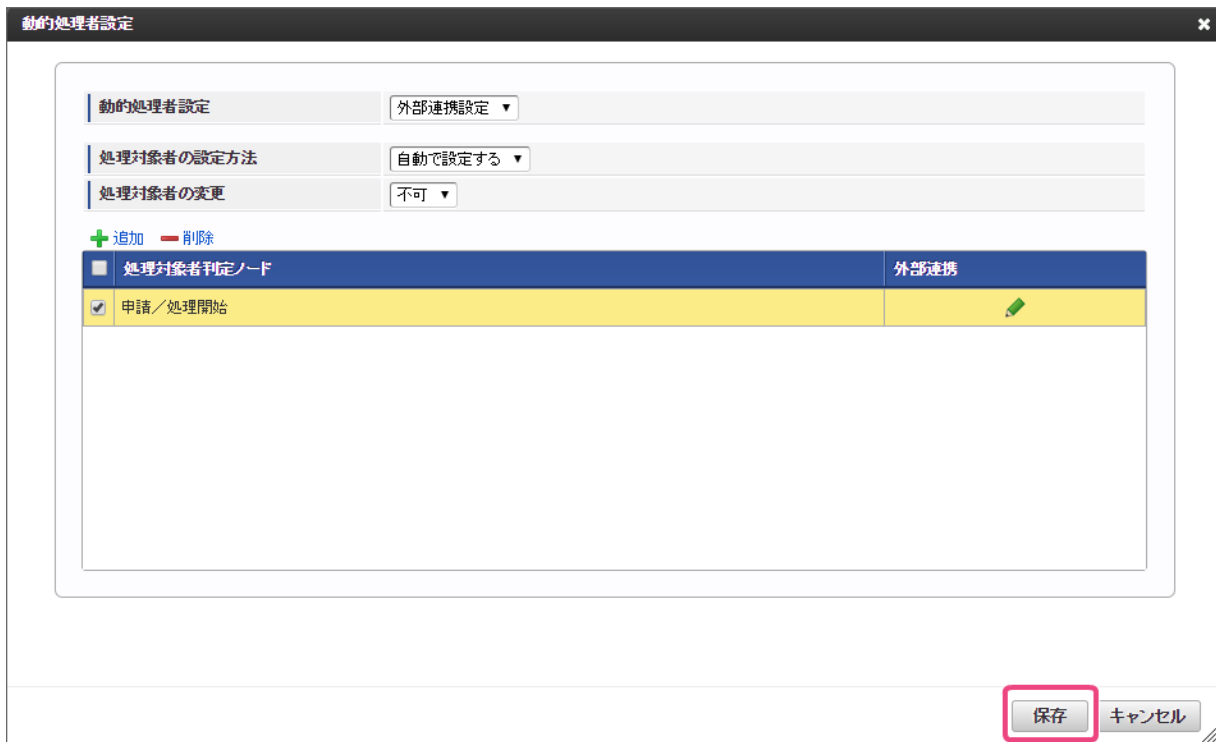 動的処理者設定
動的処理者設定 外部連携設定
処理対象者の設定方法 自動で設定する
処理対象者の変更 不可
追加 削除
処理対象者判定ノード 外部連携
申請／処理開始
保存 キャンセル